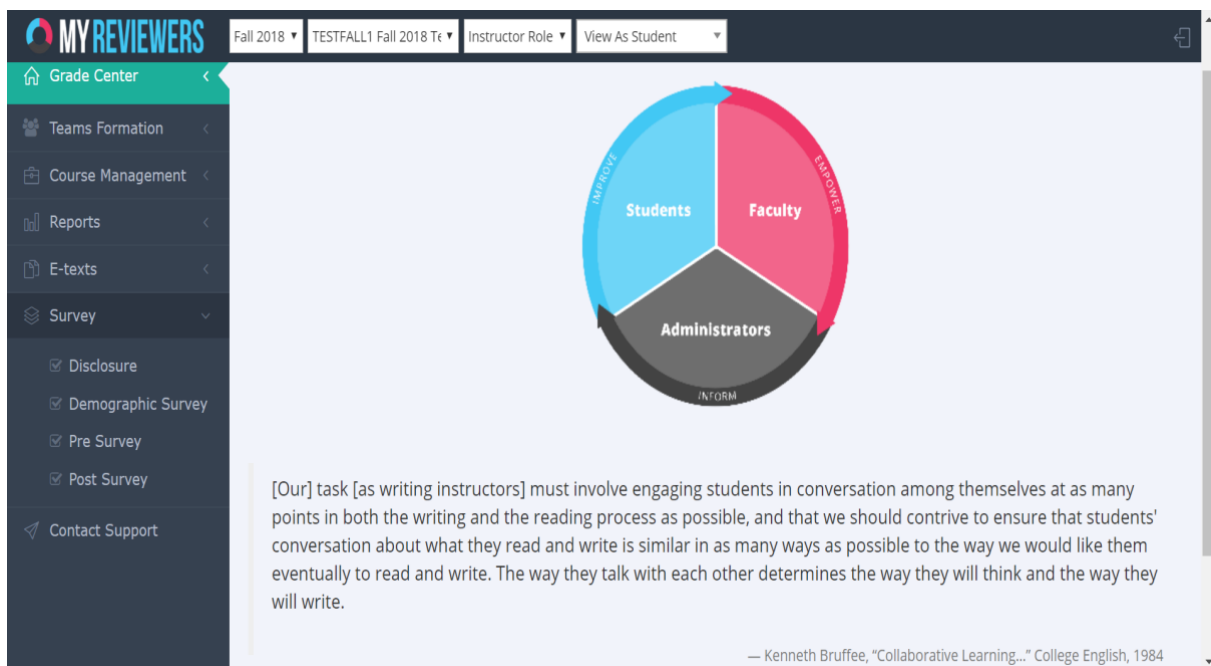 MY REVIEWERS
Fall 2018
TESTFALL1 Fall 2018 Te
Instructor Role
View As Student
Grade Center
Teams Formation
Course Management
Reports
E-texts
Survey
Disclosure
Demographic Survey
Pre Survey
Post Survey
Contact Support
IMPROVE
EMPOWER
Students
Faculty
Administrators
INFORM
[Our] task [as writing instructors] must involve engaging students in conversation among themselves at as many
points in both the writing and the reading process as possible, and that we should contrive to ensure that students'
conversation about what they read and write is similar in as many ways as possible to the way we would like them
eventually to read and write. The way they talk with each other determines the way they will think and the way they
will write.
— Kenneth Bruffee, “Collaborative Learning...” College English, 1984